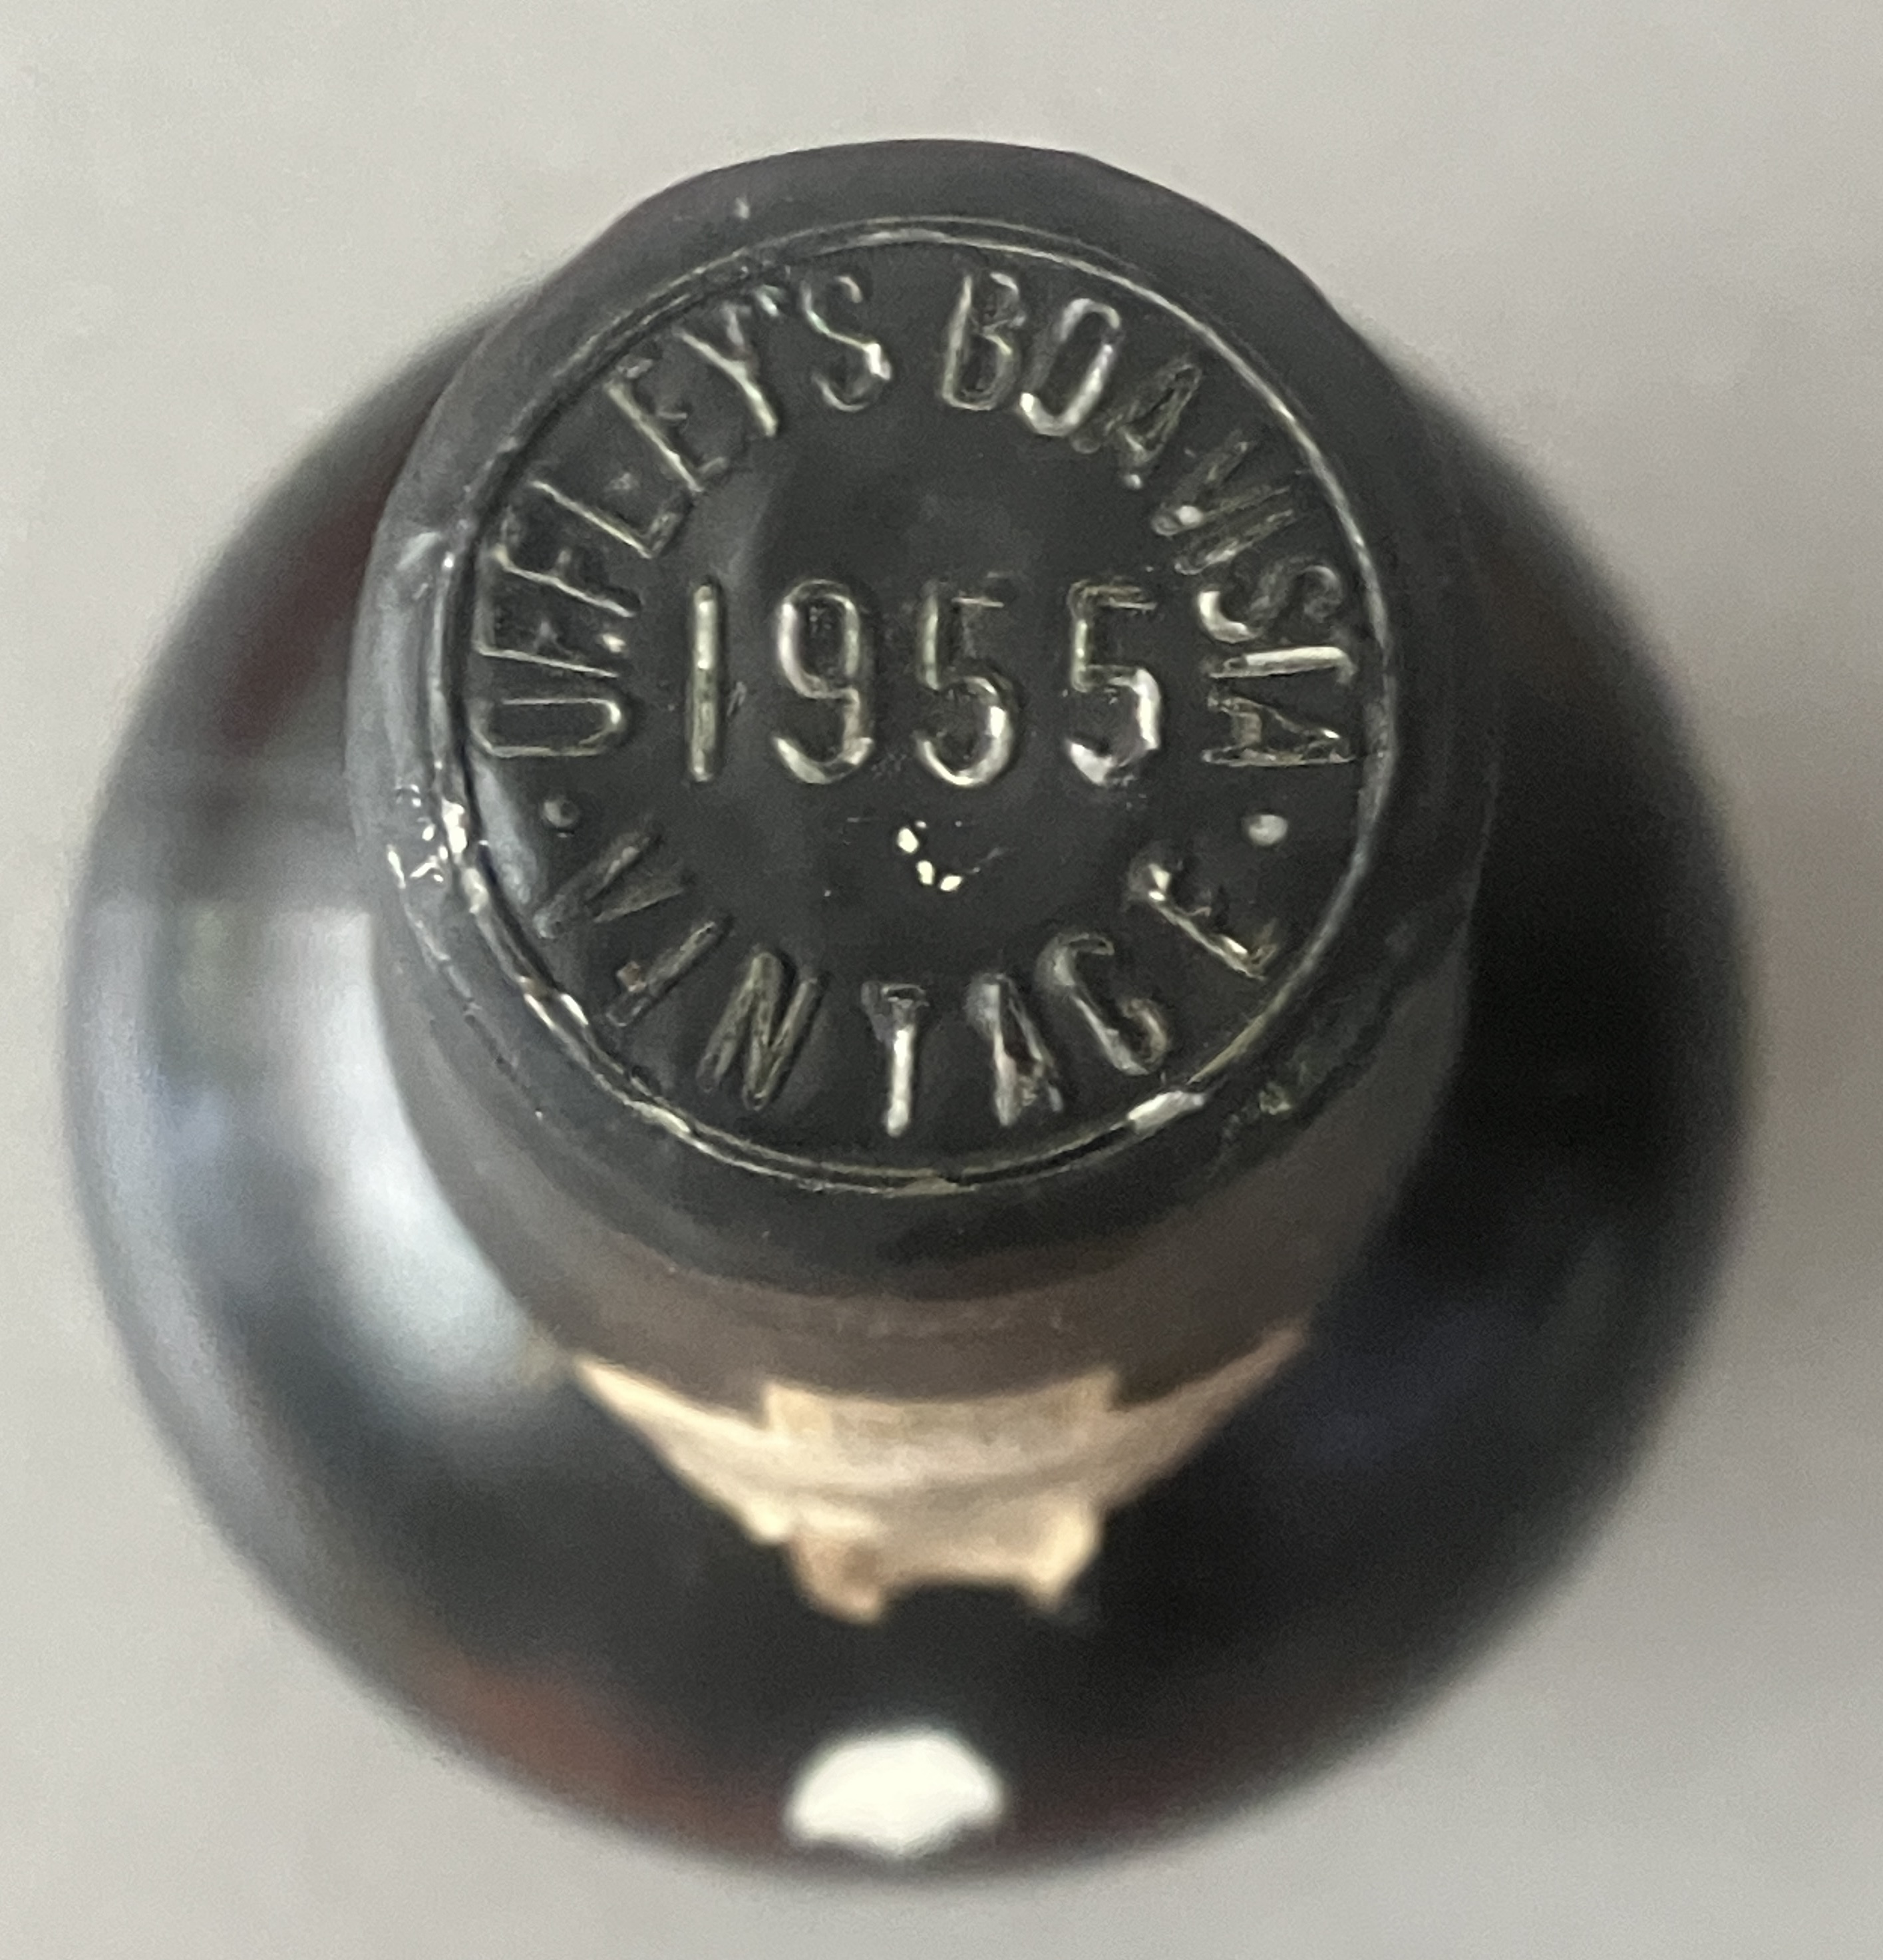 OFFLEY'S BOA VISTA
1955
· VINTAGE ·